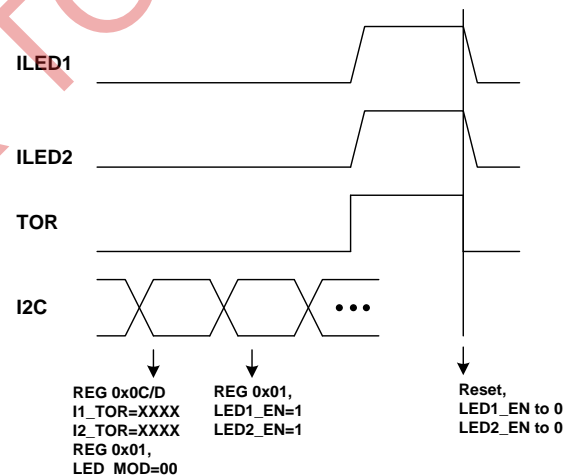 ILED1
ILED2
TOR
I2C
REG 0x0C/D
I1_TOR=XXXX
I2_TOR=XXXX
REG 0x01,
LED_MOD=00
REG 0x01,
LED1_EN=1
LED2_EN=1
Reset,
LED1_EN to 0
LED2_EN to 0